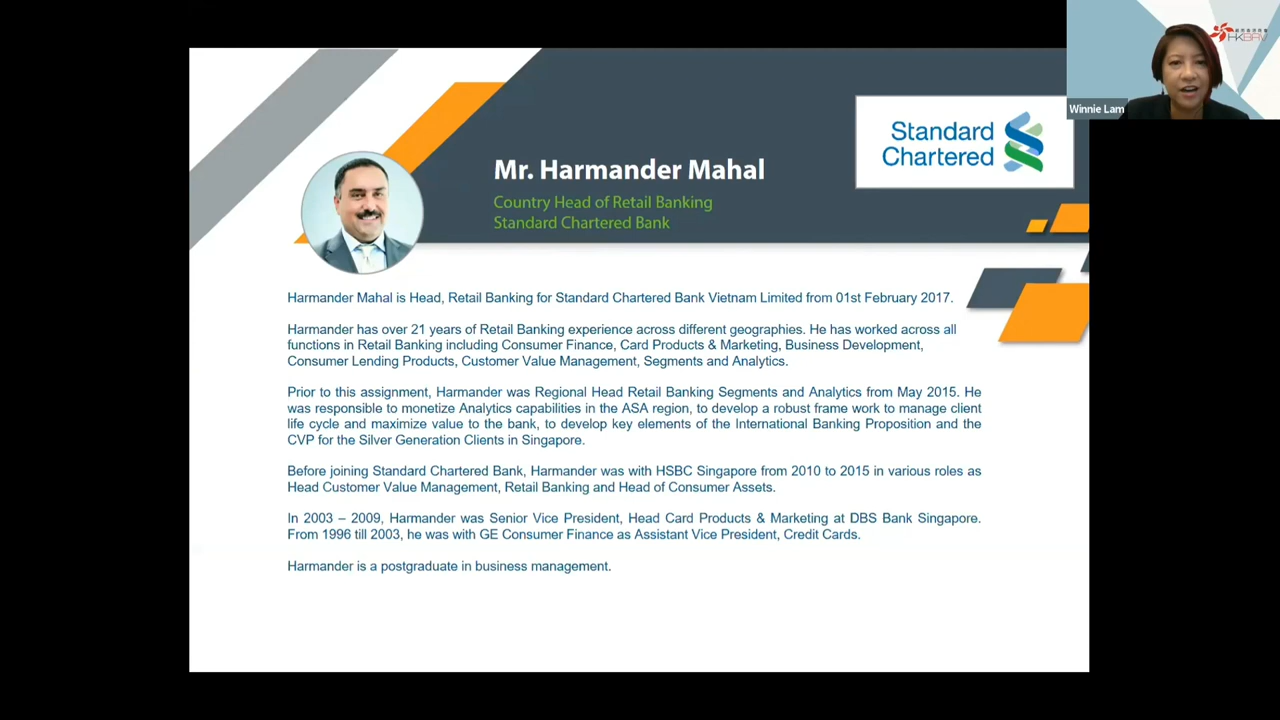 Winnie Lam
Standard
Chartered
Mr. Harmander Mahal
Country Head of Retail Banking
Standard Chartered Bank
Harmander Mahal is Head, Retail Banking for Standard Chartered Bank Vietnam Limited from 01st February 2017.
Harmander has over 21 years of Retail Banking experience across different geographies. He has worked across all
functions in Retail Banking including Consumer Finance, Card Products & Marketing, Business Development,
Consumer Lending Products, Customer Value Management, Segments and Analytics.
Prior to this assignment, Harmander was Regional Head Retail Banking Segments and Analytics from May 2015. He
was responsible to monetize Analytics capabilities in the ASA region, to develop a robust frame work to manage client
life cycle and maximize value to the bank, to develop key elements of the International Banking Proposition and the
CVP for the Silver Generation Clients in Singapore.
Before joining Standard Chartered Bank, Harmander was with HSBC Singapore from 2010 to 2015 in various roles as
Head Customer Value Management, Retail Banking and Head of Consumer Assets.
In 2003 – 2009, Harmander was Senior Vice President, Head Card Products & Marketing at DBS Bank Singapore.
From 1996 till 2003, he was with GE Consumer Finance as Assistant Vice President, Credit Cards.
Harmander is a postgraduate in business management.